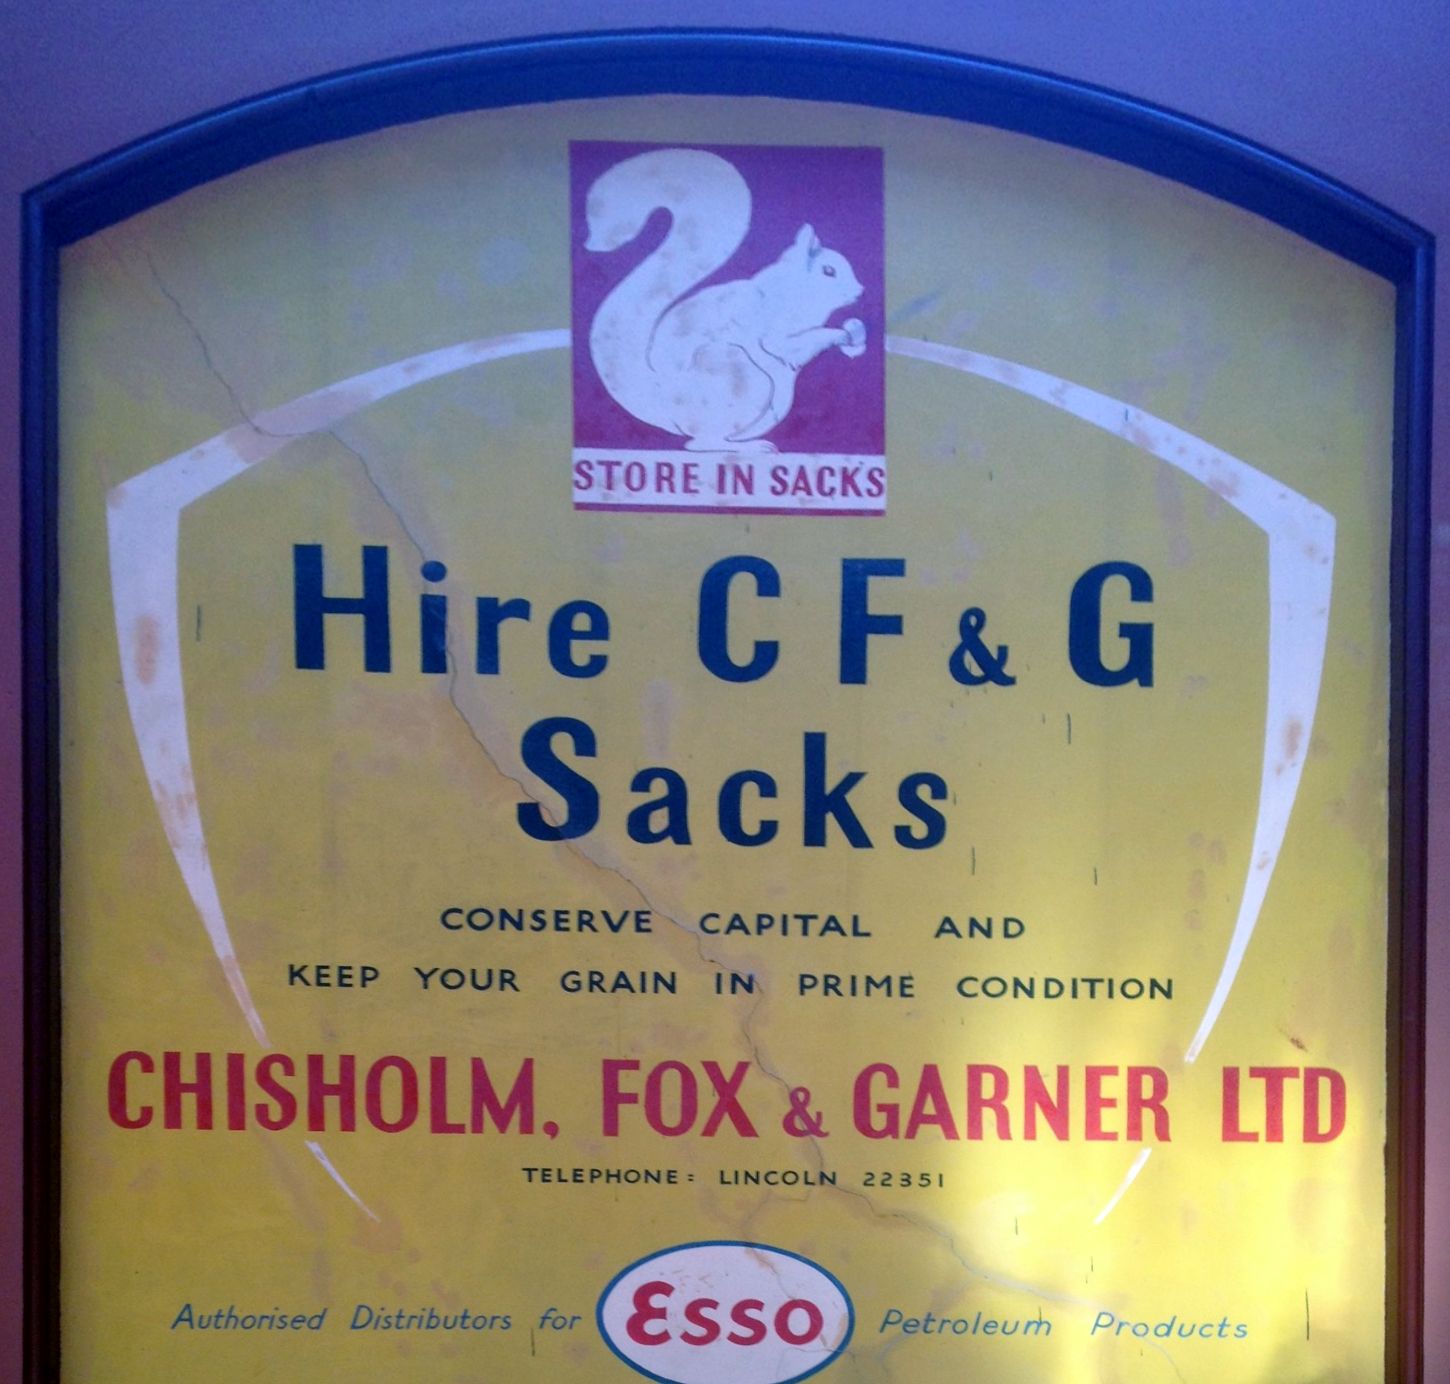 STORE IN SACKS
Hire C F & G
Sacks
CONSERVE CAPITAL AND
KEEP YOUR GRAIN IN PRIME CONDITION
CHISHOLM, FOX & GARNER LTD
TELEPHONE: LINCOLN 22351
Authorised Distributors for Esso Petroleum Products